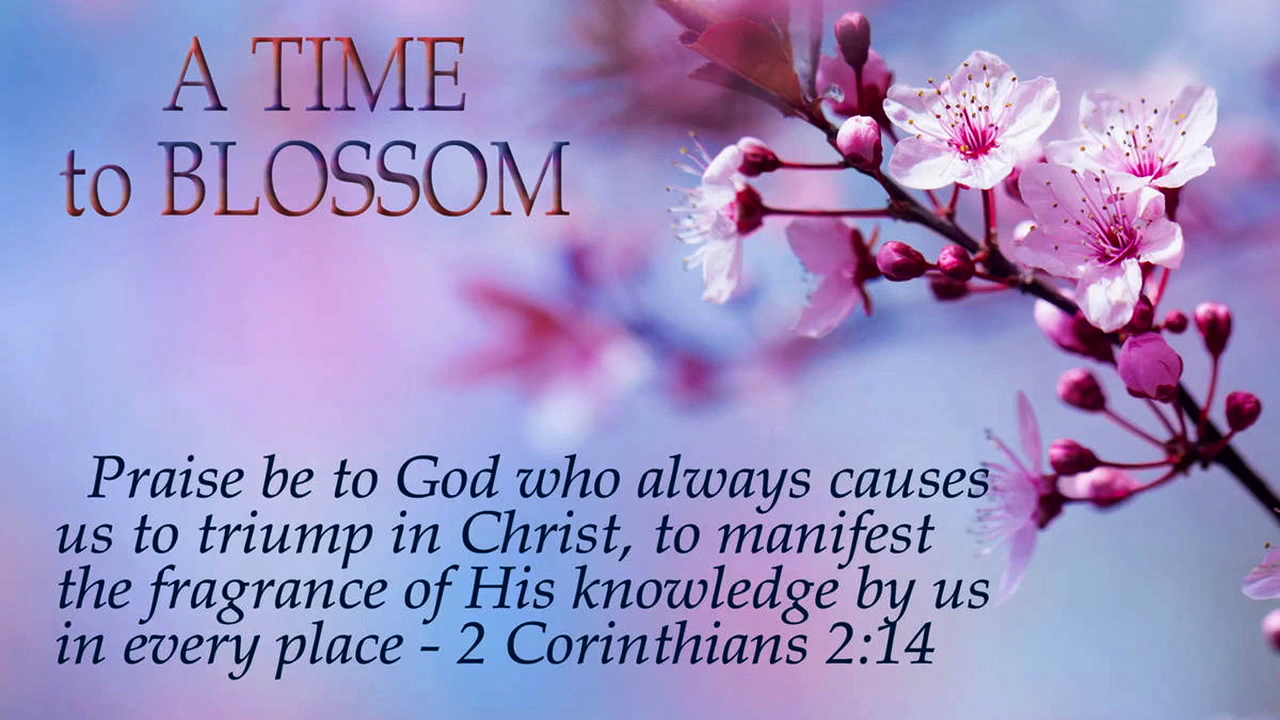 A TIME
to BLOSSOM
Praise be to God who always causes
us to triump in Christ, to manifest
the fragrance of His knowledge by us
in every place - 2 Corinthians 2:14